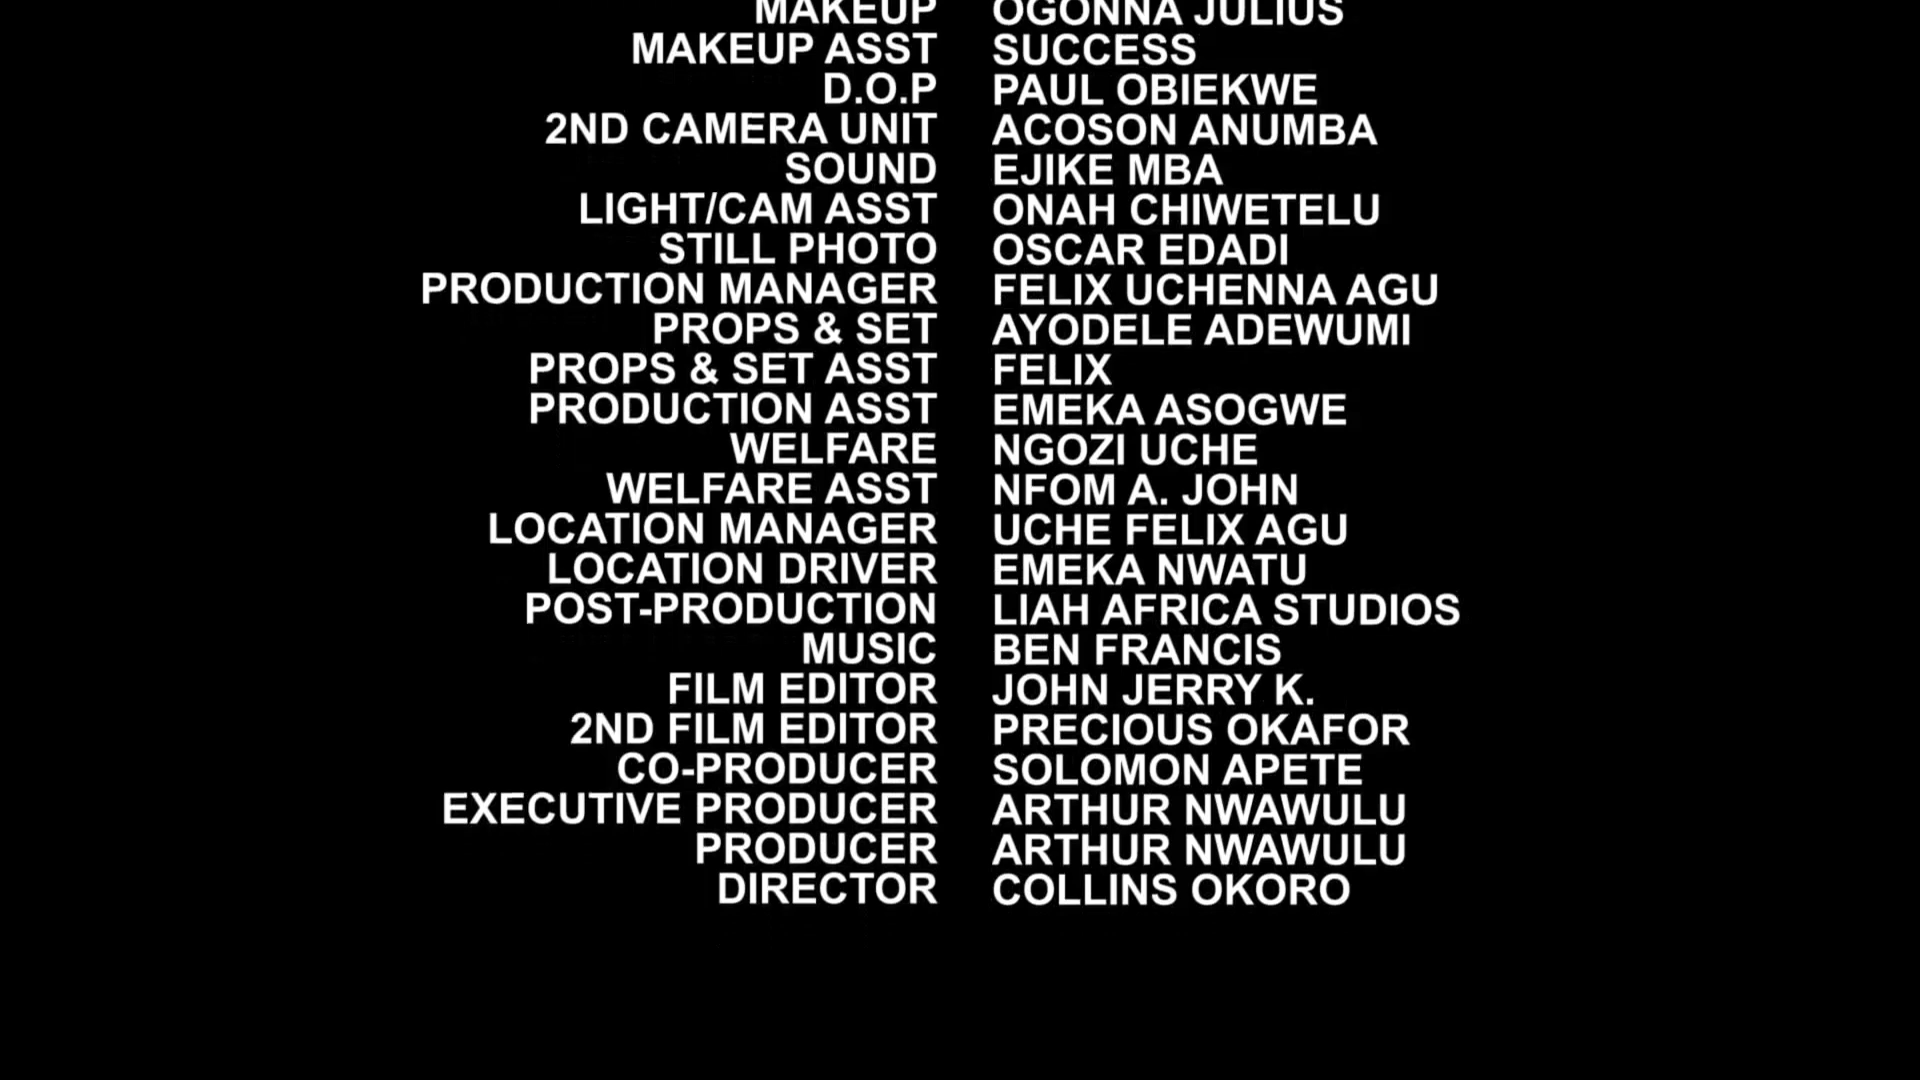 MAKEUP OGONNA JULIUS
MAKEUP ASST SUCCESS
D.O.P PAUL OBIEKWE
2ND CAMERA UNIT ACOSON ANUMBA
SOUND EJIKE MBA
LIGHT/CAM ASST ONAH CHIWETELU
STILL PHOTO OSCAR EDADI
PRODUCTION MANAGER FELIX UCHENNA AGU
PROPS & SET AYODELE ADEWUMI
PROPS & SET ASST FELIX
PRODUCTION ASST EMEKA ASOGWE
WELFARE NGOZI UCHE
WELFARE ASST NFOM A. JOHN
LOCATION MANAGER UCHE FELIX AGU
LOCATION DRIVER EMEKA NWATU
POST-PRODUCTION LIAH AFRICA STUDIOS
MUSIC BEN FRANCIS
FILM EDITOR JOHN JERRY K.
2ND FILM EDITOR PRECIOUS OKAFOR
CO-PRODUCER SOLOMON APETE
EXECUTIVE PRODUCER ARTHUR NWAWULU
PRODUCER ARTHUR NWAWULU
DIRECTOR COLLINS OKORO